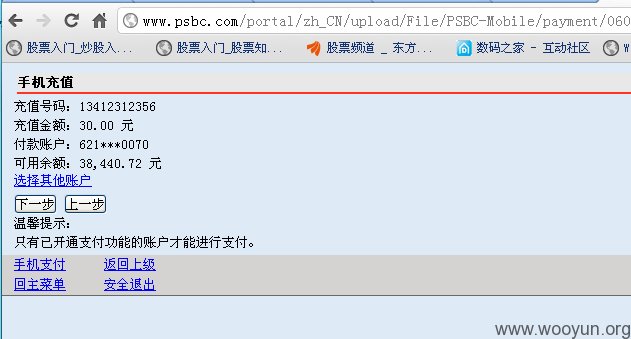 www.psbc.com/portal/zh_CN/upload/File/PSBC-Mobile/payment/060
股票入门_炒股入... 股票入门_股票知... 股票频道 _ 东方... 数码之家 - 互动社区
手机充值
充值号码: 13412312356
充值金额: 30.00 元
付款账户: 621***0070
可用余额: 38,440.72 元
选择其他账户
下一步 上一步
温馨提示:
只有已开通支付功能的账户才能进行支付。
手机支付 返回上级
回主菜单 安全退出
www.wooyun.org